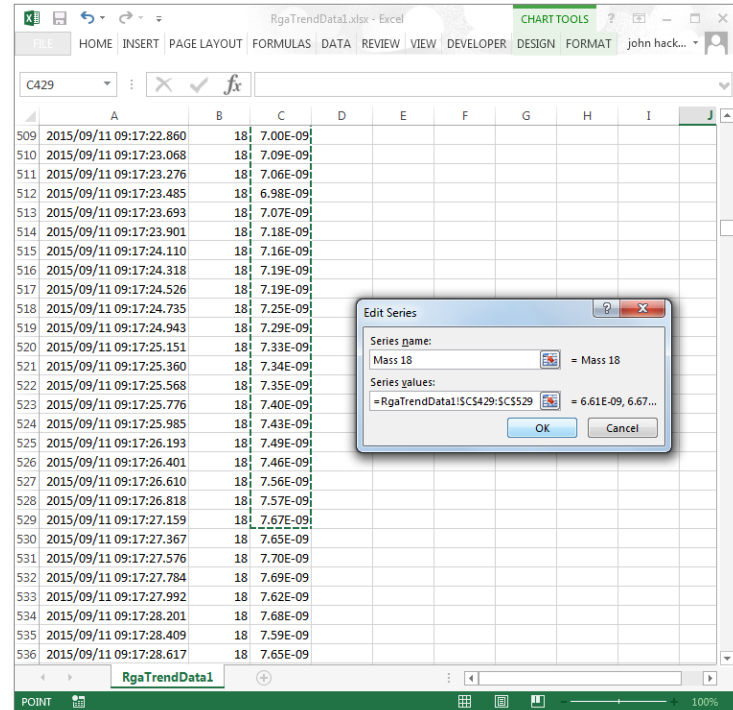 RgaTrendData1.xlsx - Excel CHART TOOLS ?
FILE HOME INSERT PAGE LAYOUT FORMULAS DATA REVIEW VIEW DEVELOPER DESIGN FORMAT john hack...
C429 fx
A B C D E F G H I J
509 2015/09/11 09:17:22.860 18 7.00E-09
510 2015/09/11 09:17:23.068 18 7.09E-09
511 2015/09/11 09:17:23.276 18 7.06E-09
512 2015/09/11 09:17:23.485 18 6.98E-09
513 2015/09/11 09:17:23.693 18 7.07E-09
514 2015/09/11 09:17:23.901 18 7.18E-09
515 2015/09/11 09:17:24.110 18 7.16E-09
516 2015/09/11 09:17:24.318 18 7.19E-09
517 2015/09/11 09:17:24.526 18 7.19E-09
518 2015/09/11 09:17:24.735 18 7.25E-09
519 2015/09/11 09:17:24.943 18 7.29E-09
520 2015/09/11 09:17:25.151 18 7.33E-09
521 2015/09/11 09:17:25.360 18 7.34E-09
522 2015/09/11 09:17:25.568 18 7.35E-09
523 2015/09/11 09:17:25.776 18 7.40E-09
524 2015/09/11 09:17:25.985 18 7.43E-09
525 2015/09/11 09:17:26.193 18 7.49E-09
526 2015/09/11 09:17:26.401 18 7.46E-09
527 2015/09/11 09:17:26.610 18 7.56E-09
528 2015/09/11 09:17:26.818 18 7.57E-09
529 2015/09/11 09:17:27.159 18 7.67E-09
530 2015/09/11 09:17:27.367 18 7.65E-09
531 2015/09/11 09:17:27.576 18 7.70E-09
532 2015/09/11 09:17:27.784 18 7.69E-09
533 2015/09/11 09:17:27.992 18 7.62E-09
534 2015/09/11 09:17:28.201 18 7.68E-09
535 2015/09/11 09:17:28.409 18 7.59E-09
536 2015/09/11 09:17:28.617 18 7.65E-09
Edit Series ?
Series name:
Mass 18 = Mass 18
Series values:
=RgaTrendData1!$C$429:$C$529 = 6.61E-09, 6.67...
OK Cancel
RgaTrendData1
POINT 100%